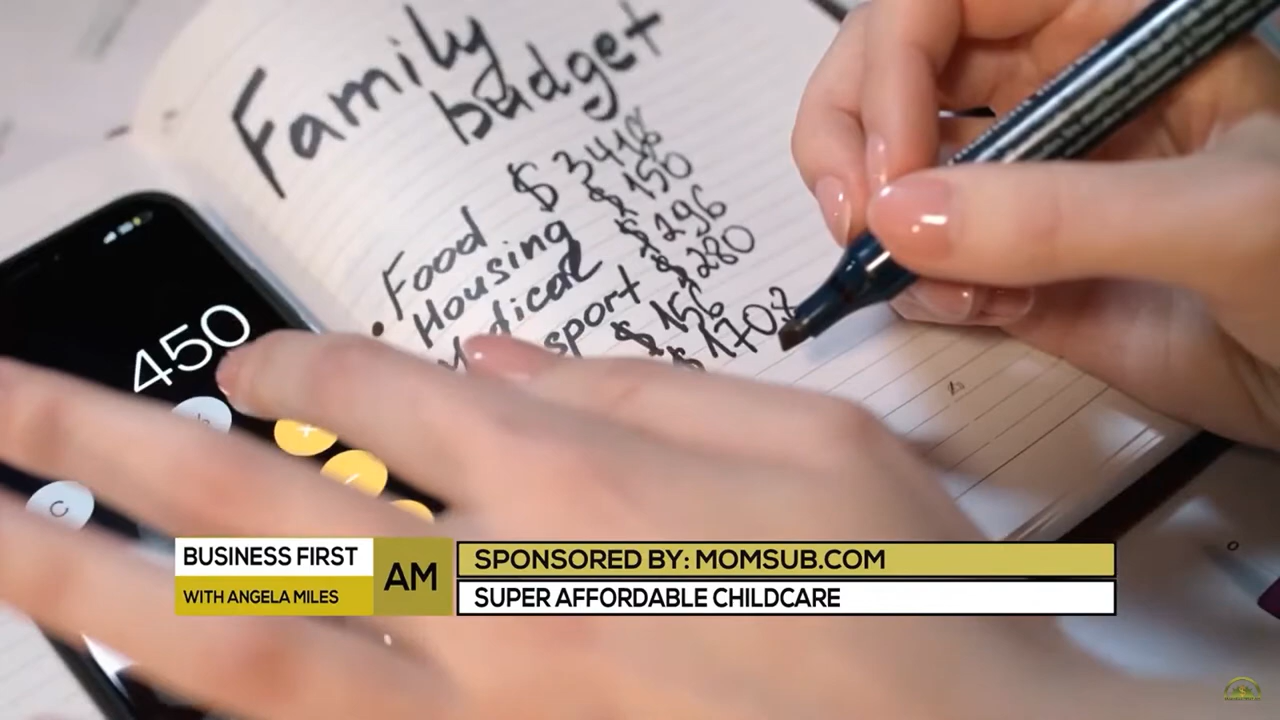 Family
budget
Food $ 3418
Housing $ 150
Medical $ 296
sport $ 280
$ 156
$ 1708
450
C
BUSINESS FIRST
WITH ANGELA MILES
AM
SPONSORED BY: MOMSUB.COM
SUPER AFFORDABLE CHILDCARE